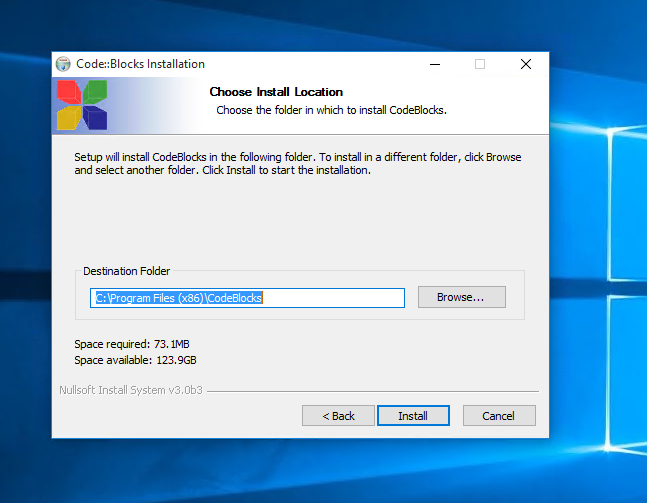 Code::Blocks Installation
Choose Install Location
Choose the folder in which to install CodeBlocks.
Setup will install CodeBlocks in the following folder. To install in a different folder, click Browse
and select another folder. Click Install to start the installation.
Destination Folder
C:\Program Files (x86)\CodeBlocks
Browse...
Space required: 73.1MB
Space available: 123.9GB
Nullsoft Install System v3.0b3
< Back
Install
Cancel